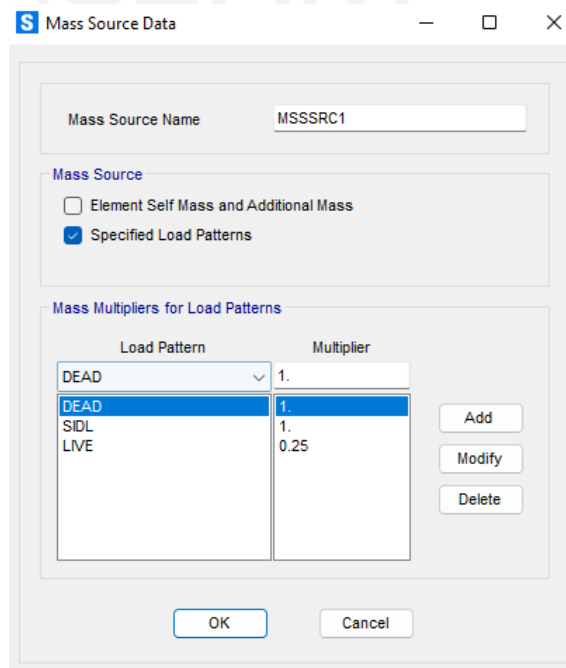 S Mass Source Data
Mass Source Name MSSSRC1
Mass Source
Element Self Mass and Additional Mass
Specified Load Patterns
Mass Multipliers for Load Patterns
Load Pattern Multiplier
DEAD 1.
DEAD 1.
SIDL 1.
LIVE 0.25
Add
Modify
Delete
OK Cancel